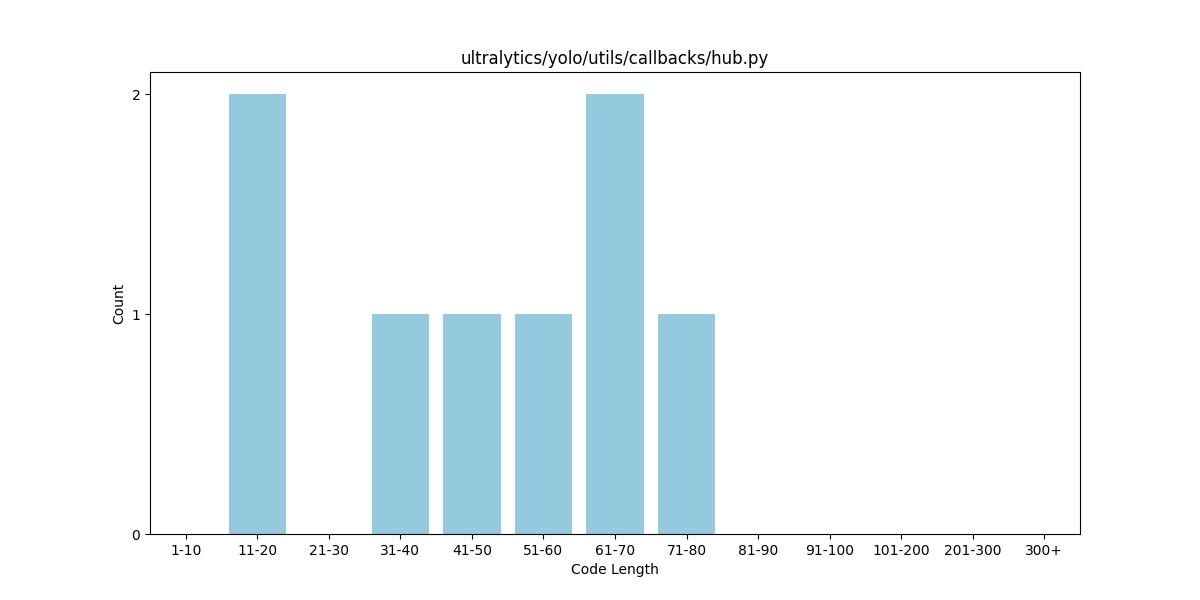 ultralytics/yolo/utils/callbacks/hub.py
2
1
0
Count
1-10 11-20 21-30 31-40 41-50 51-60 61-70 71-80 81-90 91-100 101-200 201-300 300+
Code Length